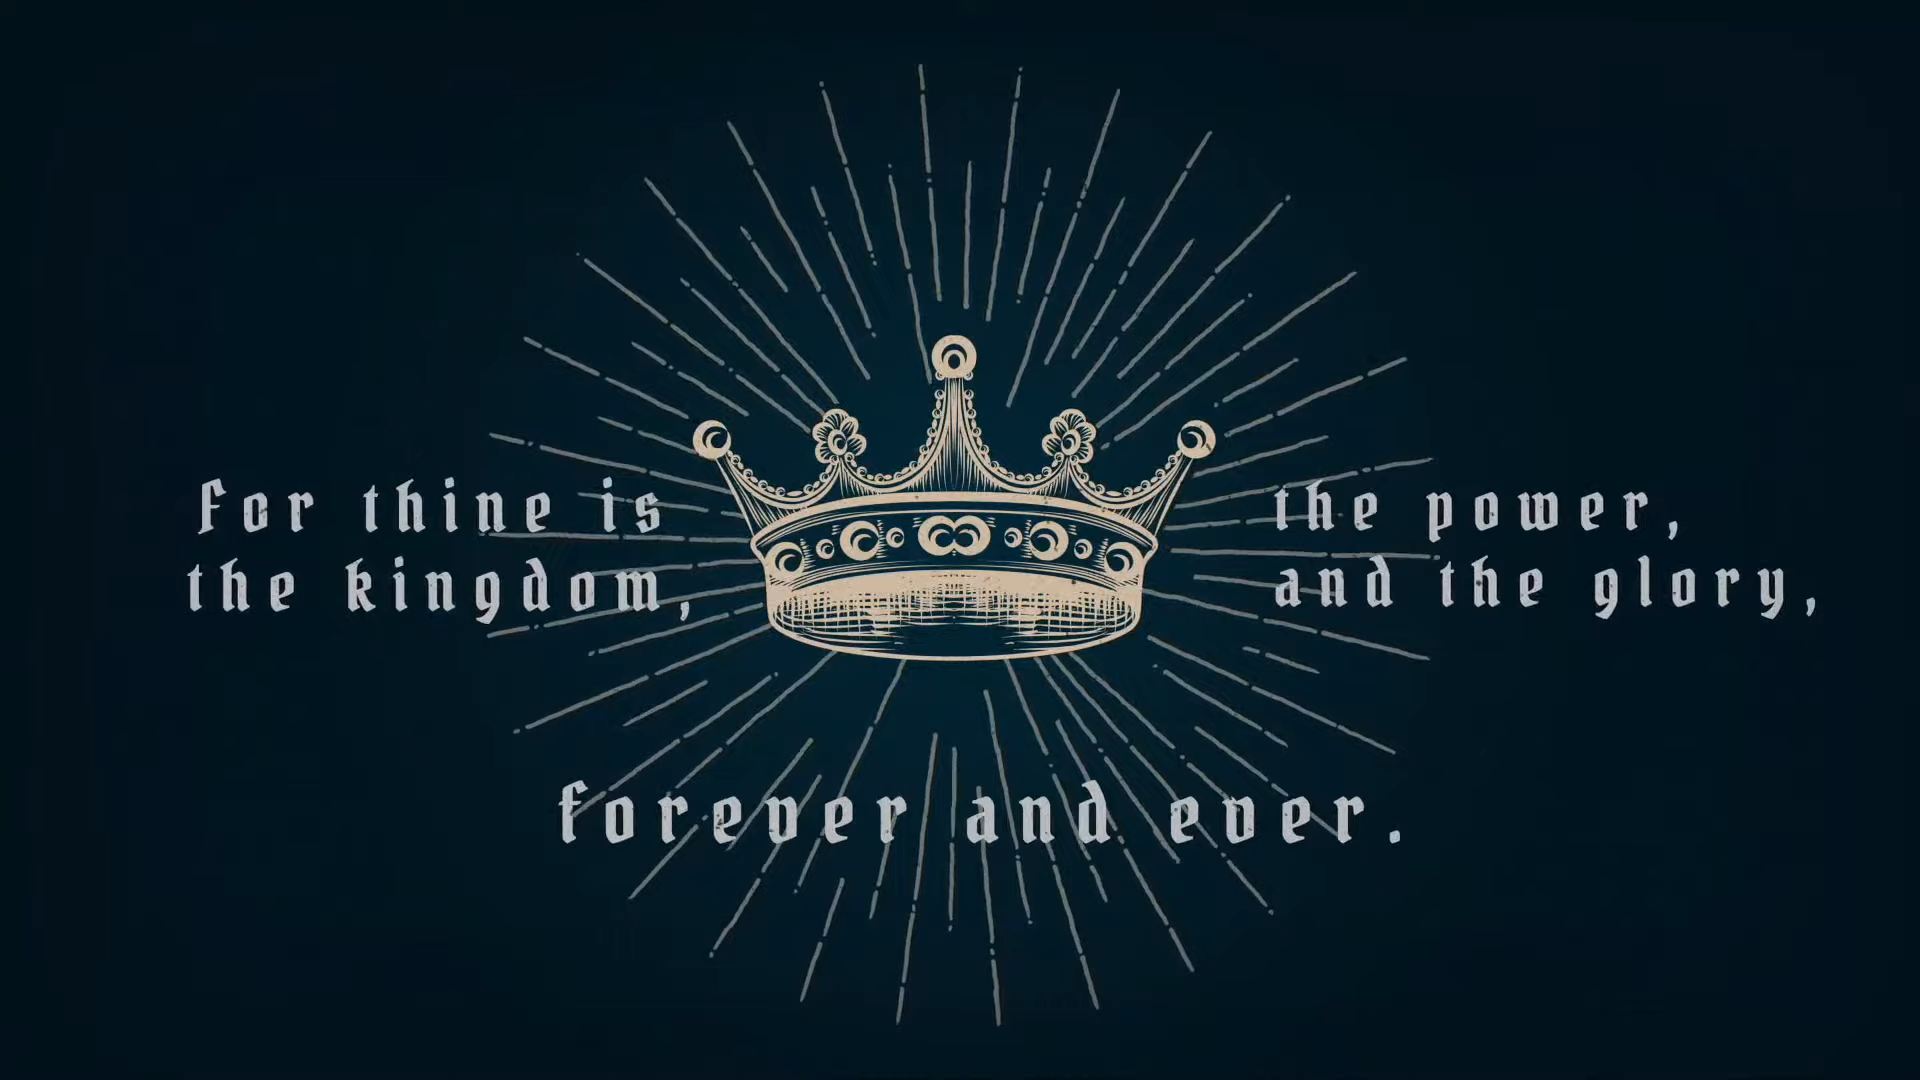 For thine is
the kingdom,
the power,
and the glory,
forever and ever.